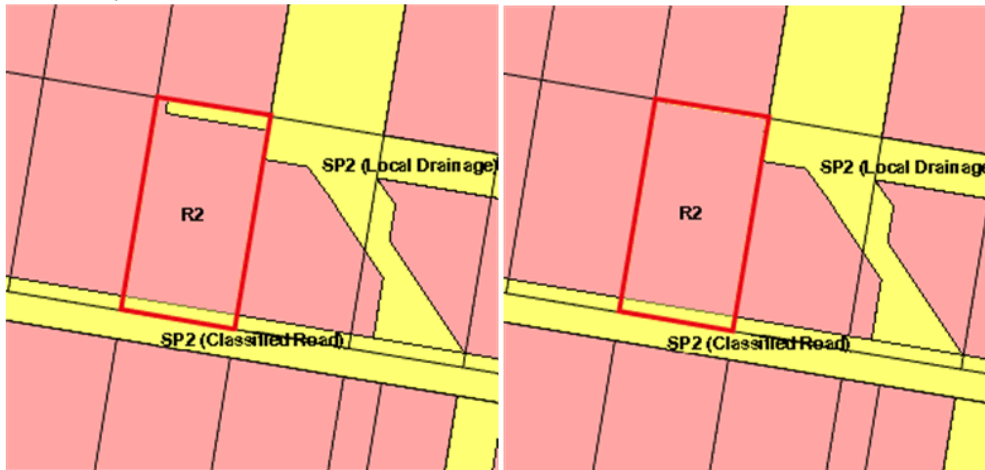 SP2 (Local Drainage)
R2
SP2 (Classified Road)
SP2 (Local Drainage
R2
SP2 (Classified Road)